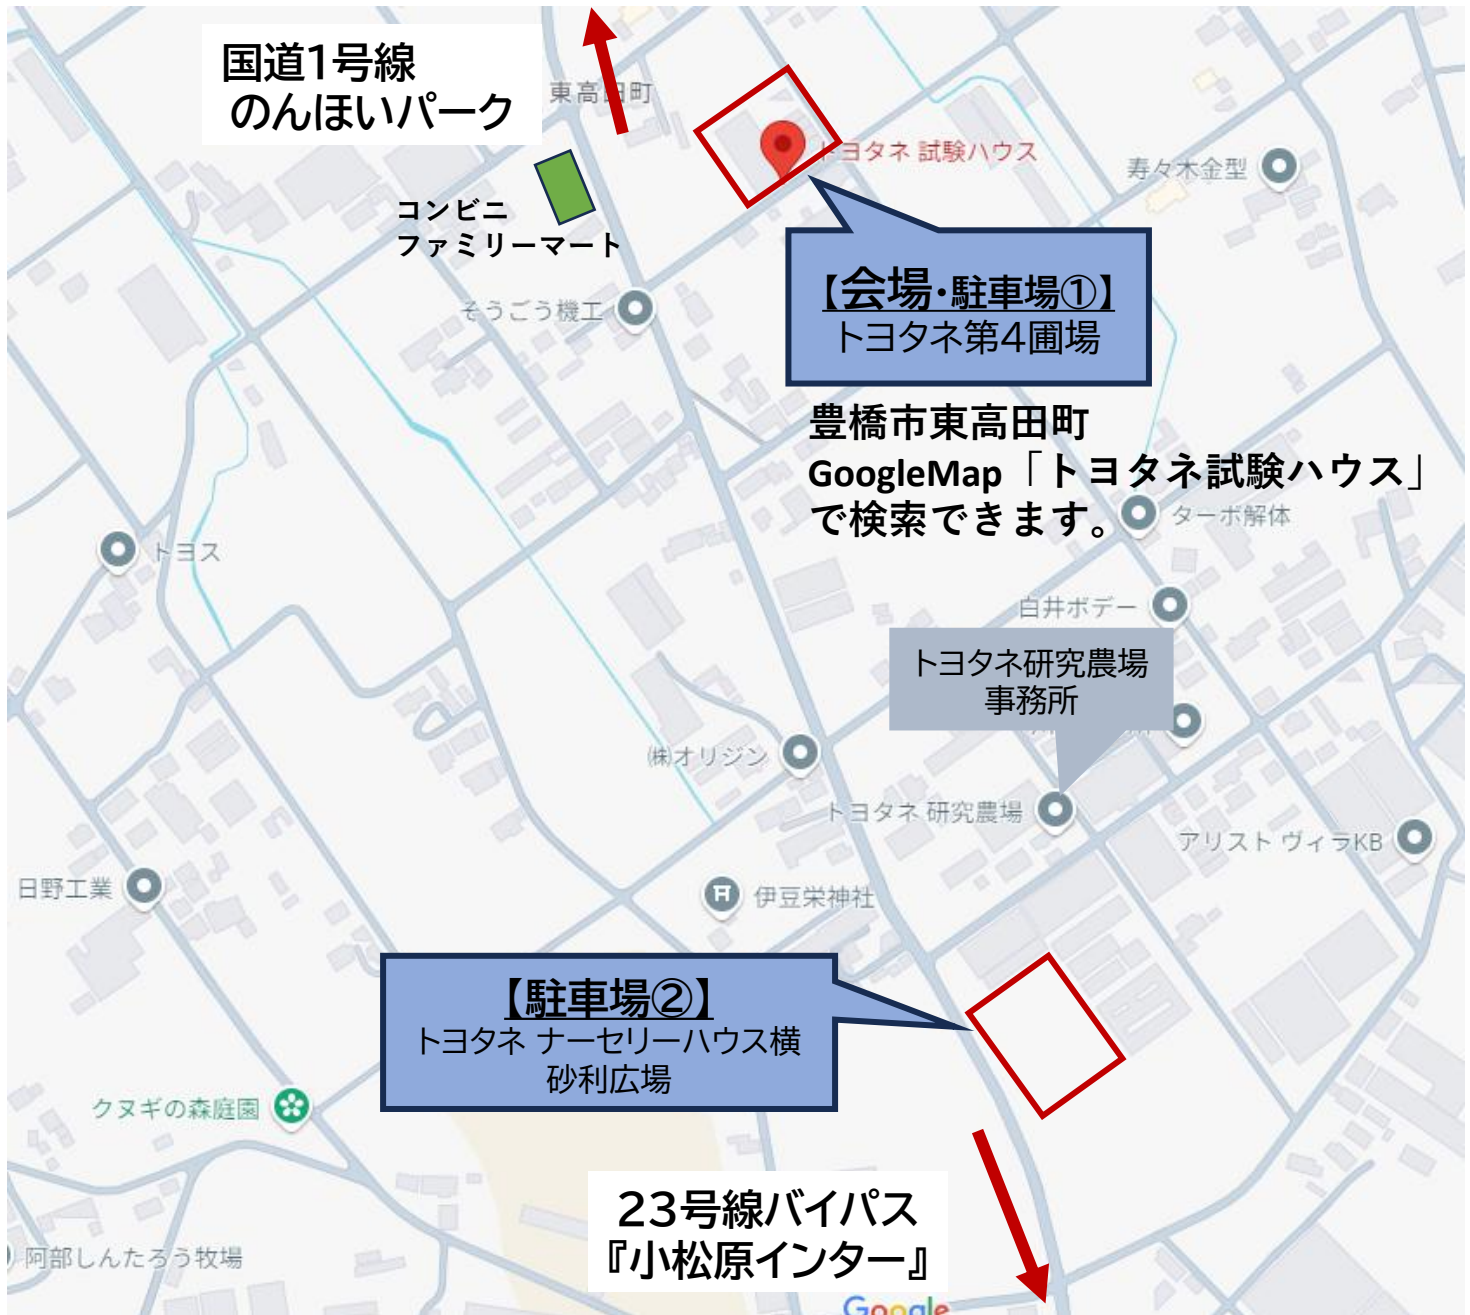 国道1号線
のんほいパーク
東高田町
トヨタネ 試験ハウス
寿々木金型
コンビニ
ファミリーマート
そうごう機工
【会場・駐車場①】
トヨタネ第4圃場
豊橋市東高田町
GoogleMap「トヨタネ試験ハウス」
で検索できます。
ターボ解体
トヨス
白井ボデー
トヨタネ研究農場
事務所
㈱オリジン
トヨタネ 研究農場
アリスト ヴィラKB
日野工業
伊豆栄神社
【駐車場②】
トヨタネ ナーセリーハウス横
砂利広場
クヌギの森庭園
23号線バイパス
『小松原インター』
阿部しんたろう牧場
Google